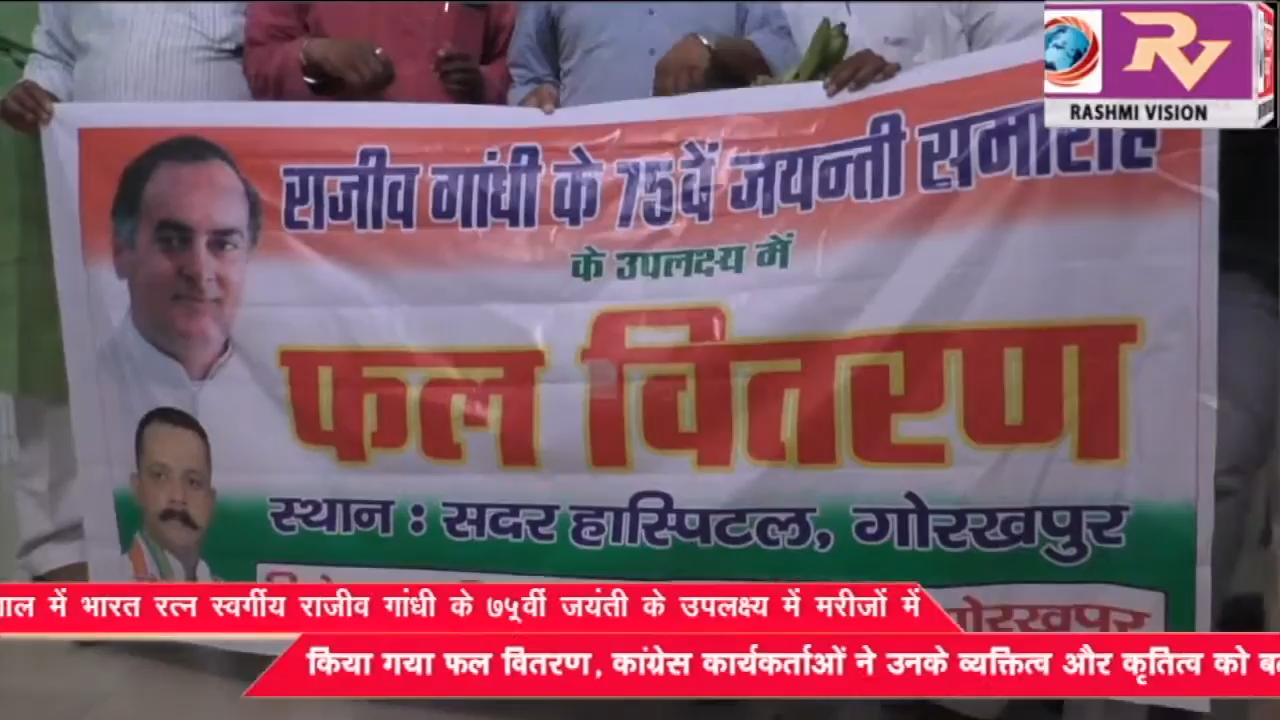 RV
RASHMI VISION
राजीव गांधी के 75वें जयन्ती समारोह
के उपलक्ष्य में
फल वितरण
स्थान : सदर हास्पिटल, गोरखपुर
गोरखपुर
में भारत रत्न स्वर्गीय राजीव गांधी के ७५वीं जयंती के उपलक्ष्य में मरीजों में
किया गया फल वितरण, कांग्रेस कार्यकर्ताओं ने उनके व्यक्तित्व और कृतित्व को